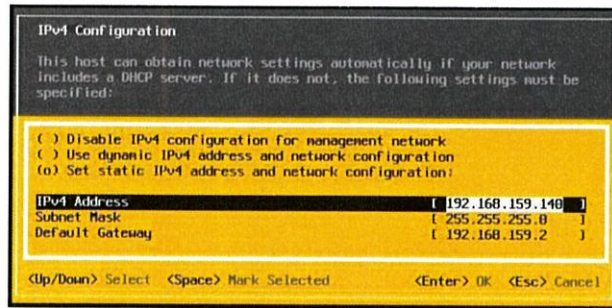 IPv4 Configuration
This host can obtain network settings automatically if your network
includes a DHCP server. If it does not, the following settings must be
specified:
( ) Disable IPv4 configuration for management network
( ) Use dynamic IPv4 address and network configuration
(o) Set static IPv4 address and network configuration:
IPv4 Address [ 192.168.159.140 ]
Subnet Mask [ 255.255.255.0 ]
Default Gateway [ 192.168.159.2 ]
<Up/Down> Select <Space> Mark Selected <Enter> OK <Esc> Cancel